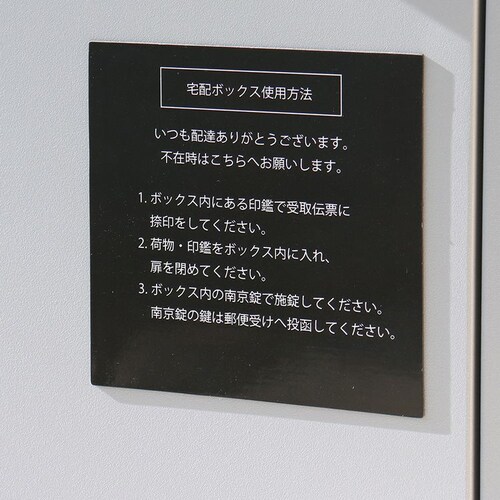 宅配ボックス使用方法
いつも配達ありがとうございます。
不在時はこちらへお願いします。
1. ボックス内にある印鑑で受取伝票に
捺印をしてください。
2. 荷物・印鑑をボックス内に入れ、
扉を閉めてください。
3. ボックス内の南京錠で施錠してください。
南京錠の鍵は郵便受けへ投函してください。